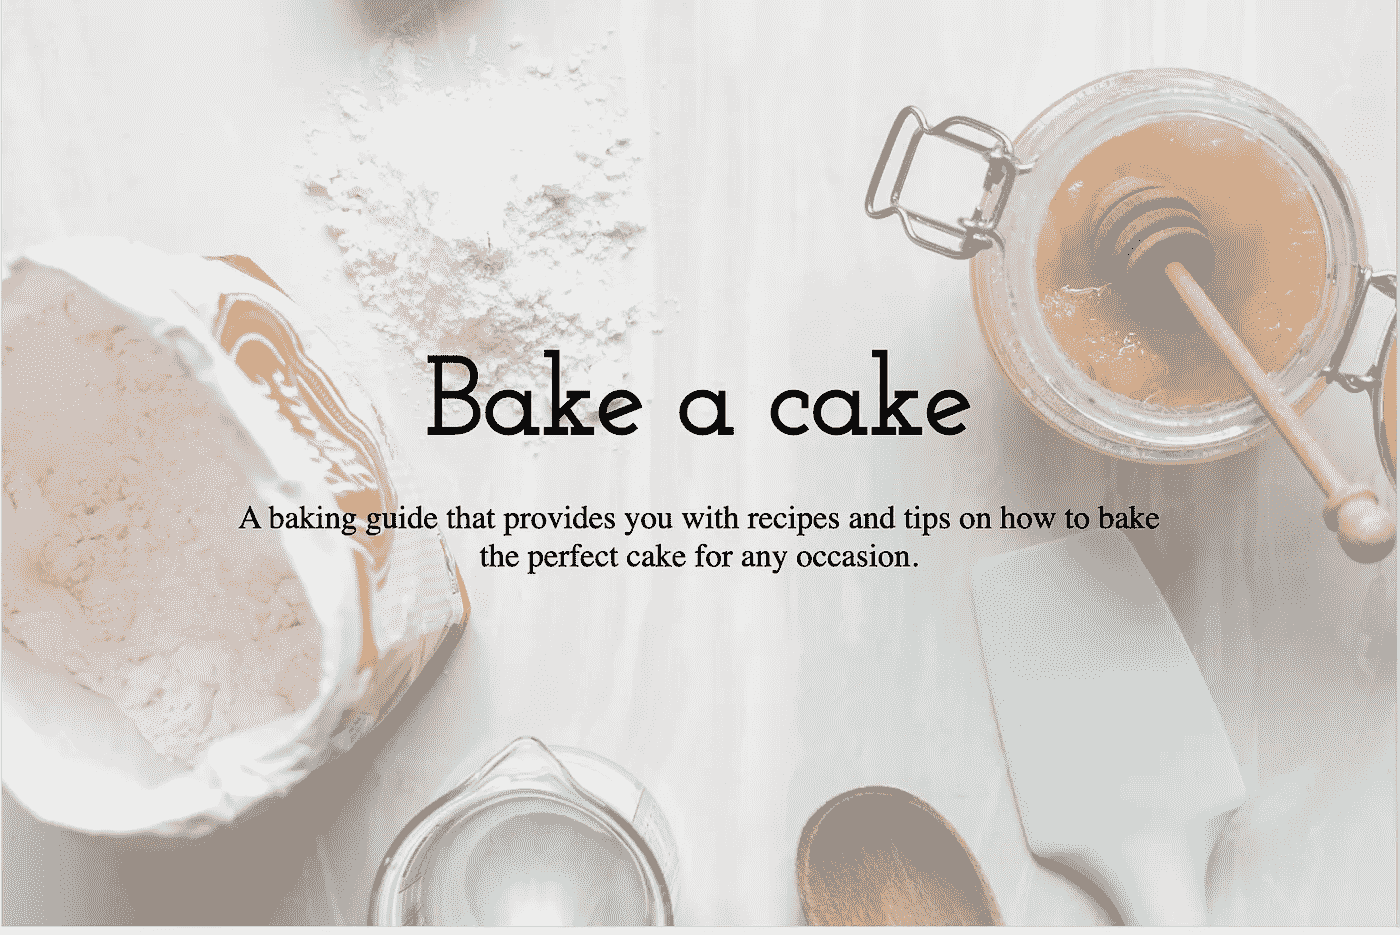 Bake a cake
A baking guide that provides you with recipes and tips on how to bake
the perfect cake for any occasion.